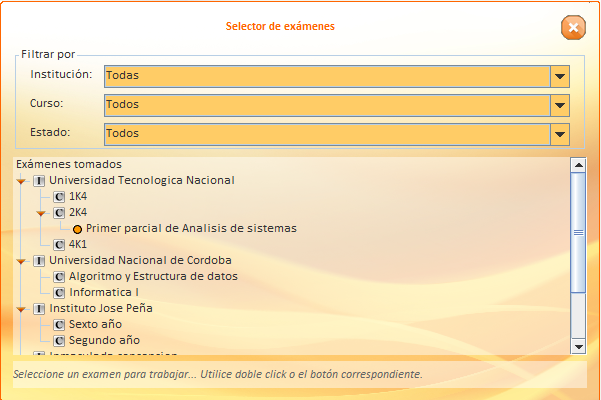 Selector de exámenes
Filtrar por
Institución: Todas
Curso: Todos
Estado: Todos
Exámenes tomados
I Universidad Tecnologica Nacional
C 1K4
C 2K4
Primer parcial de Analisis de sistemas
C 4K1
I Universidad Nacional de Cordoba
C Algoritmo y Estructura de datos
C Informatica I
I Instituto Jose Peña
C Sexto año
C Segundo año
I Inmaculada concepcion
Seleccione un examen para trabajar... Utilice doble click o el botón correspondiente.